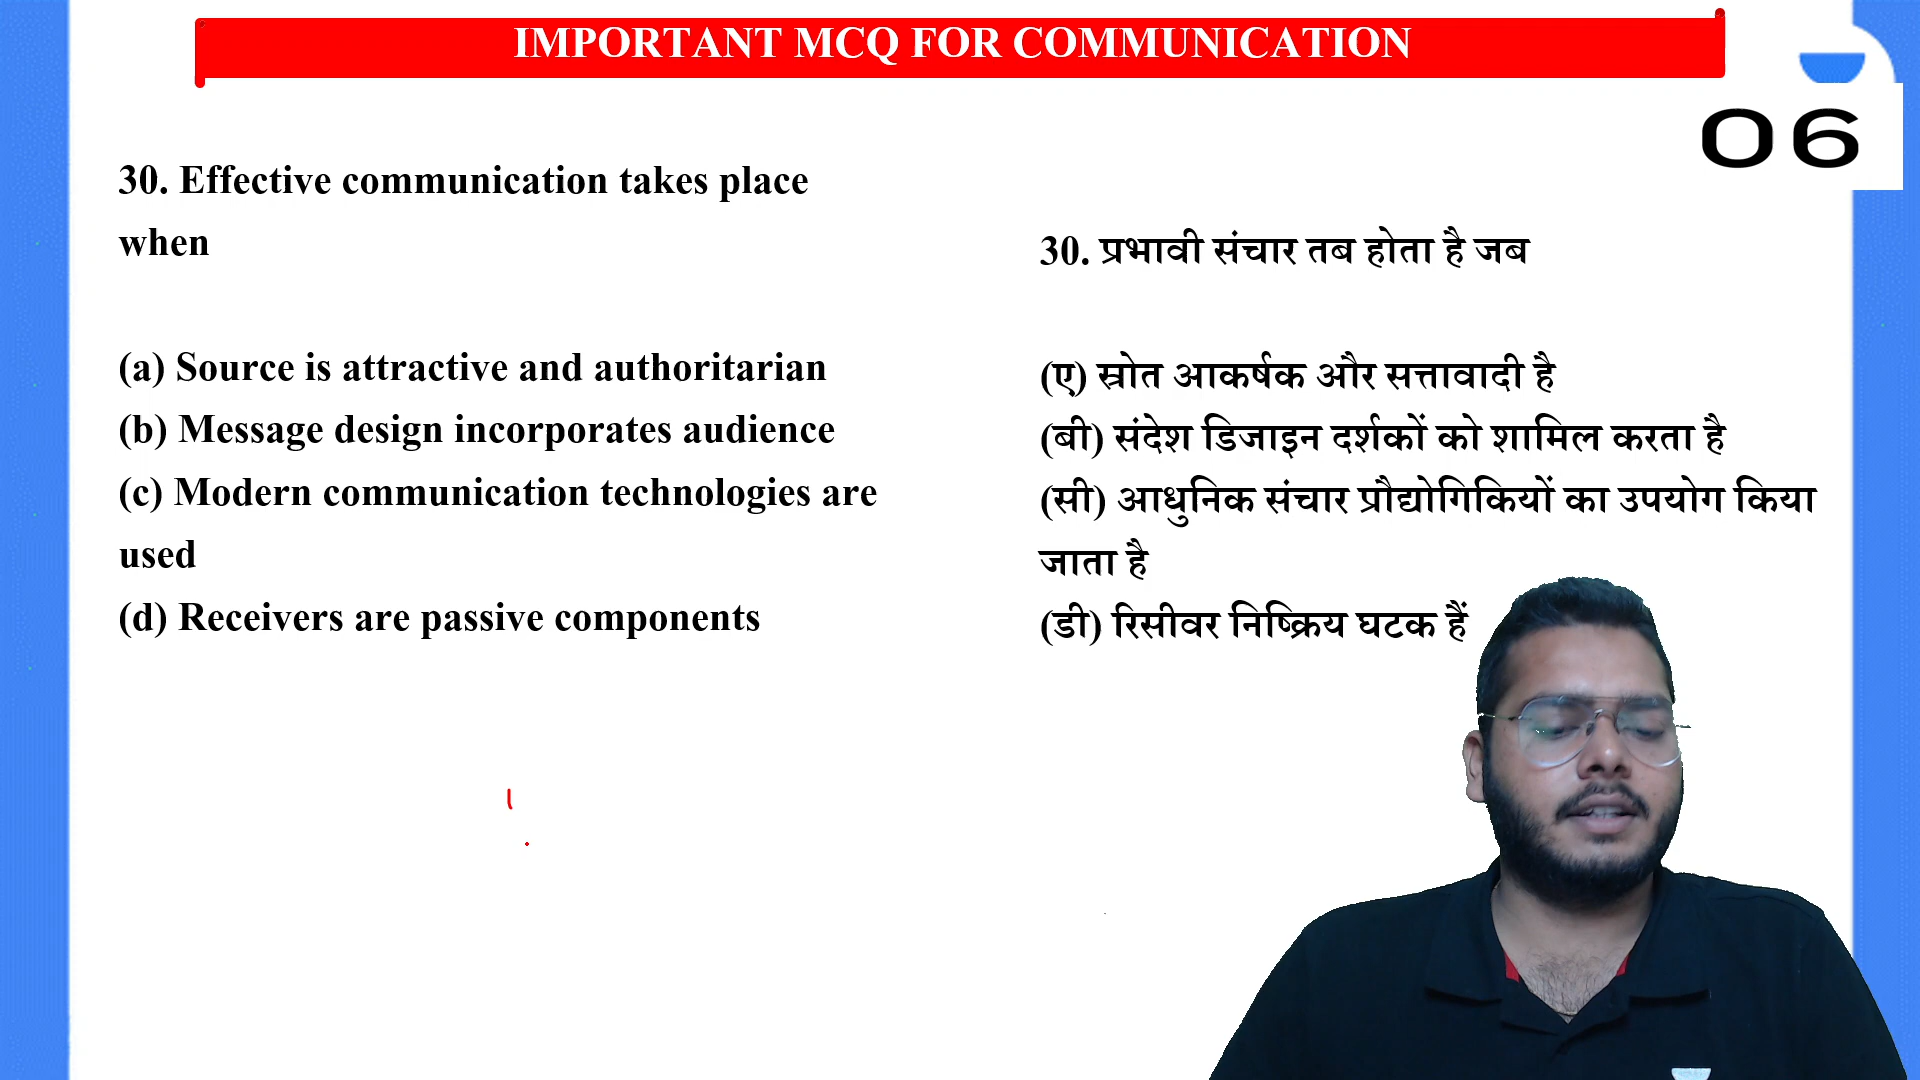 IMPORTANT MCQ FOR COMMUNICATION
06
30. Effective communication takes place
when
(a) Source is attractive and authoritarian
(b) Message design incorporates audience
(c) Modern communication technologies are
used
(d) Receivers are passive components
30. प्रभावी संचार तब होता है जब
(ए) स्रोत आकर्षक और सत्तावादी है
(बी) संदेश डिजाइन दर्शकों को शामिल करता है
(सी) आधुनिक संचार प्रौद्योगिकियों का उपयोग किया
जाता है
(डी) रिसीवर निष्क्रिय घटक हैं